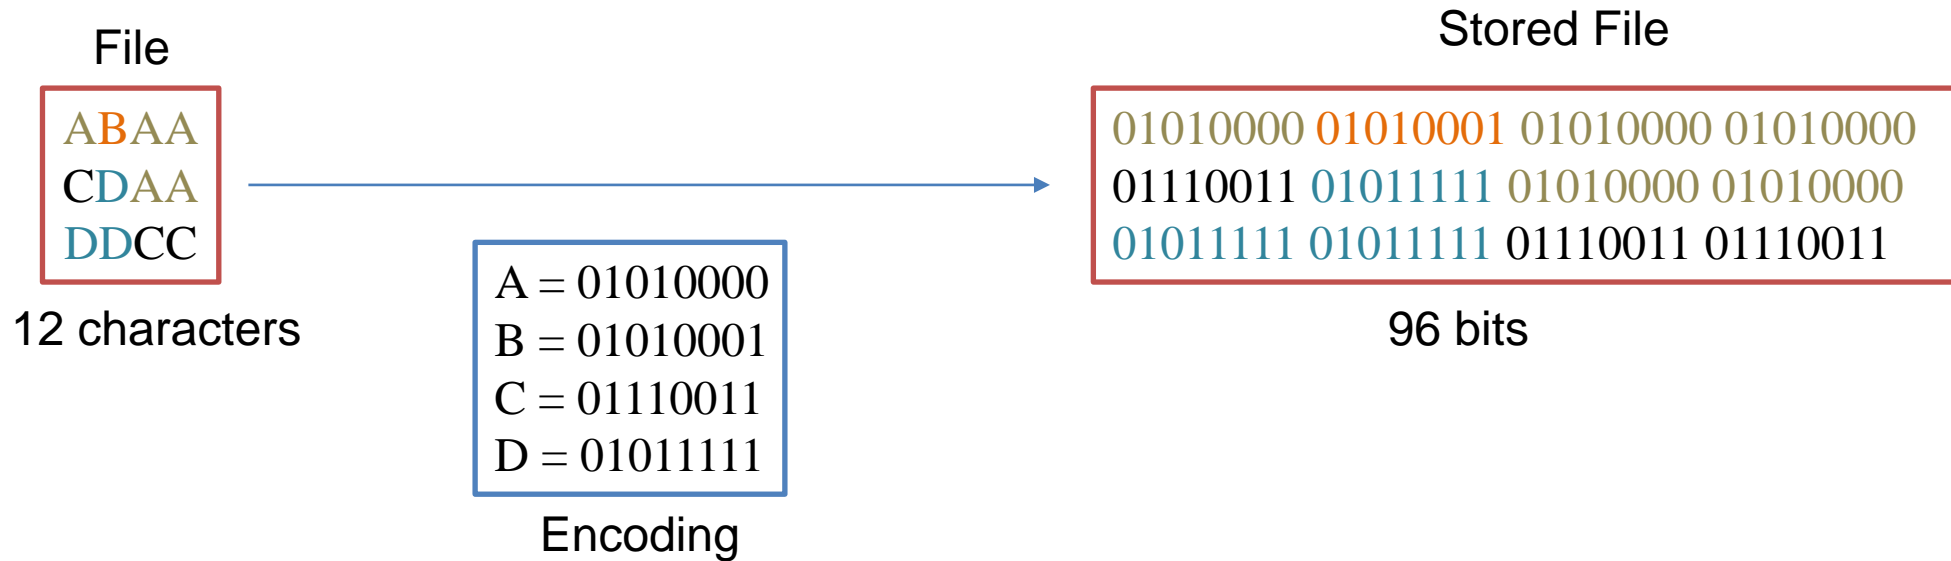 File
ABAA
CDAA
DDCC
12 characters
A = 01010000
B = 01010001
C = 01110011
D = 01011111
Encoding
Stored File
01010000 01010001 01010000 01010000
01110011 01011111 01010000 01010000
01011111 01011111 01110011 01110011
96 bits